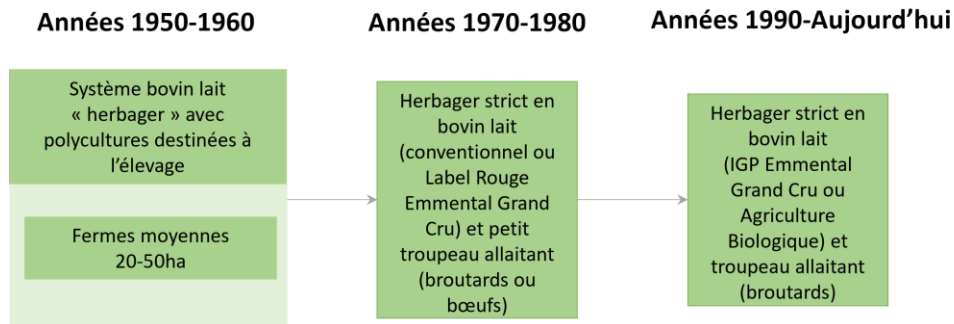 Années 1950-1960
Années 1970-1980
Années 1990-Aujourd’hui
Système bovin lait
« herbager » avec
polycultures destinées à
l’élevage
Fermes moyennes
20-50ha
Herbager strict en
bovin lait
(conventionnel ou
Label Rouge
Emmental Grand
Cru) et petit
troupeau allaitant
(broutards ou
bœufs)
Herbager strict en
bovin lait
(IGP Emmental
Grand Cru ou
Agriculture
Biologique) et
troupeau allaitant
(broutards)